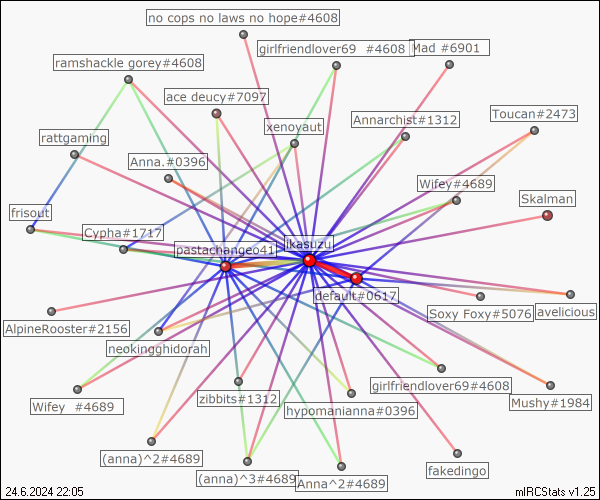 no cops no laws no hope#4608
girlfriendlover69 #4608
Mad #6901
ramshackle gorey#4608
ace deucy#7097
Toucan#2473
Annarchist#1312
xenoyaut
rattgaming
Anna.#0396
Wifey#4689
Skalman
frisout
Cypha#1717
pastachangeo41
ikasuzu
default#0617
AlpineRooster#2156
Soxy Foxy#5076
avelicious
neokingghidorah
girlfriendlover69#4608
zibbits#1312
hypomanianna#0396
Mushy#1984
Wifey #4689
(anna)^2#4689
(anna)^3#4689
Anna^2#4689
fakedingo
24.6.2024 22:05
mIRCStats v1.25